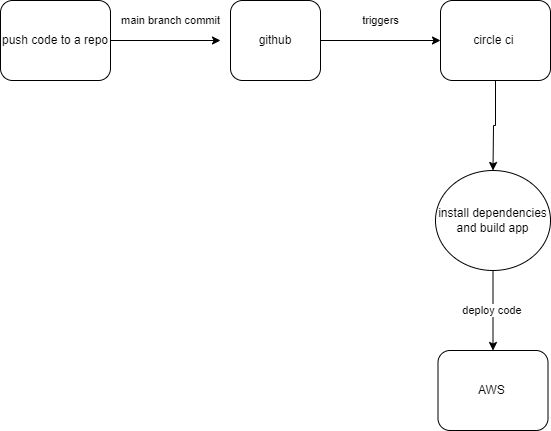 push code to a repo
main branch commit
github
triggers
circle ci
install dependencies
and build app
deploy code
AWS